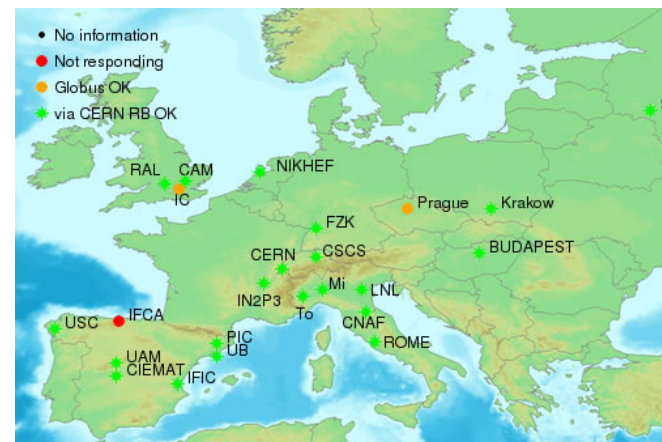 No information
Not responding
Globus OK
via CERN RB OK
NIKHEF
RAL
CAM
IC
Prague
Krakow
FZK
BUDAPEST
CERN
CSCS
IN2P3
Mi
LNL
To
CNAF
USC
IFCA
PIC
ROME
UB
UAM
CIEMAT
IFIC